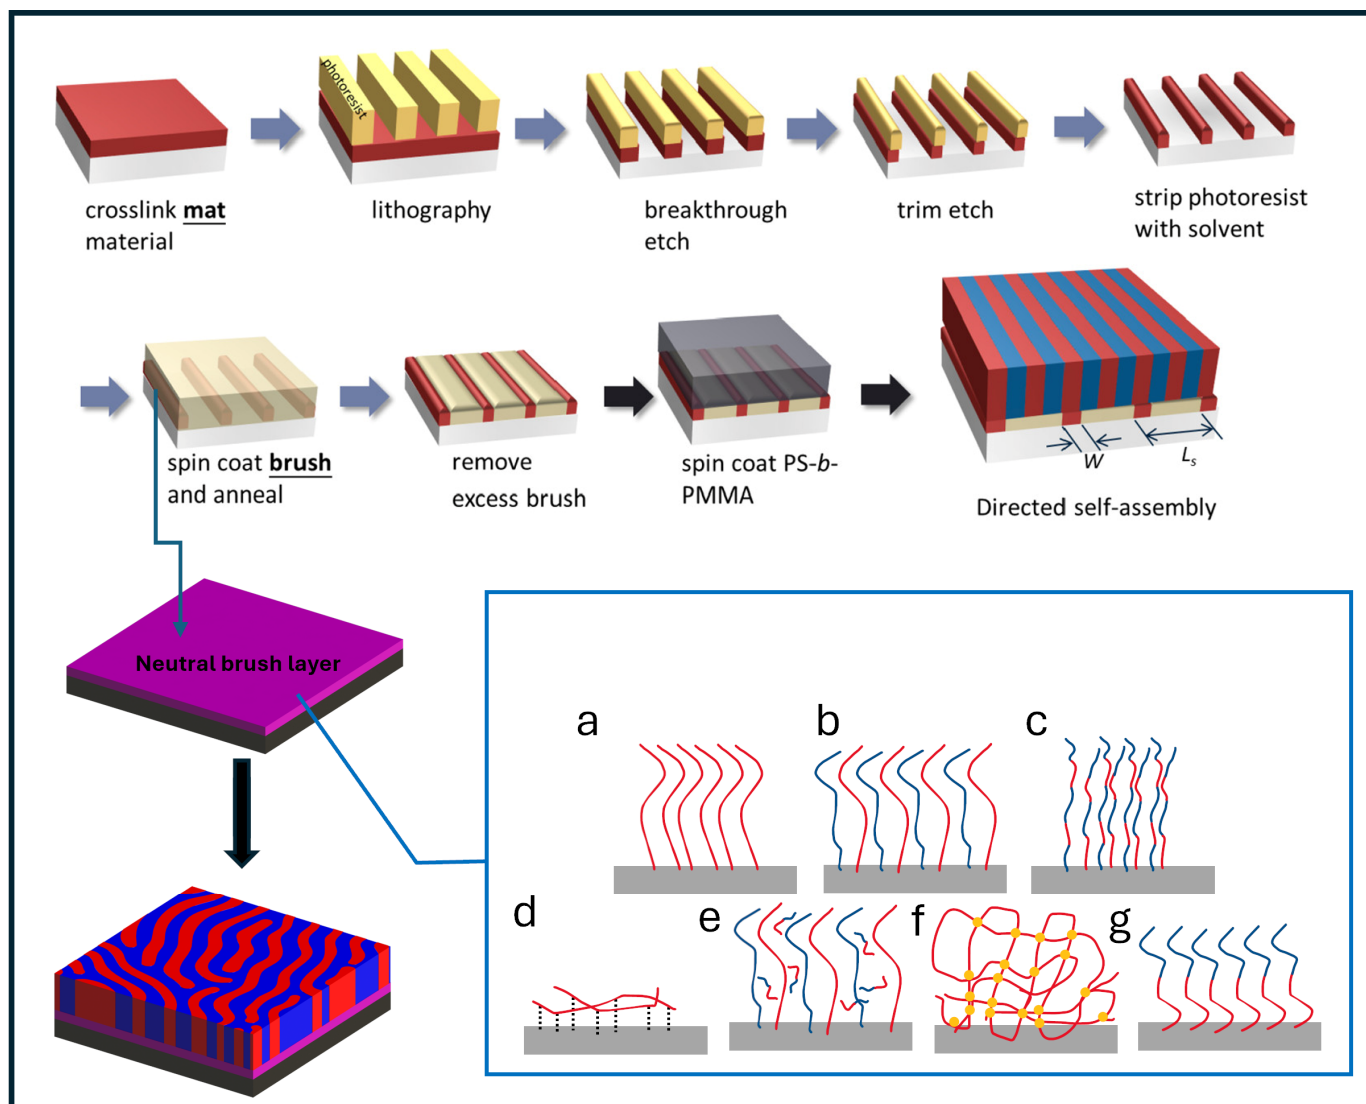 photoresist
crosslink mat
material
lithography
breakthrough
etch
trim etch
strip photoresist
with solvent
spin coat brush
and anneal
remove
excess brush
spin coat PS-b-
PMMA
W
Ls
Directed self-assembly
Neutral brush layer
a
b
c
d
e
f
g